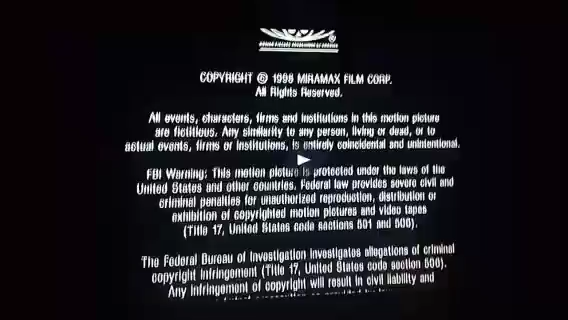 MOTION PICTURE ASSOCIATION OF AMERICA
®
COPYRIGHT © 1998 MIRAMAX FILM CORP.
All Rights Reserved.
All events, characters, firms and institutions in this motion picture
are fictitious. Any similarity to any person, living or dead, or to
actual events, firms or institutions, is entirely coincidental and unintentional.
FBI Warning: This motion picture is protected under the laws of the
United States and other countries. Federal law provides severe civil and
criminal penalties for unauthorized reproduction, distribution or
exhibition of copyrighted motion pictures and video tapes
(Title 17, United States code sections 501 and 506).
The Federal Bureau of Investigation investigates allegations of criminal
copyright infringement (Title 17, United States code section 506).
Any infringement of copyright will result in civil liability and